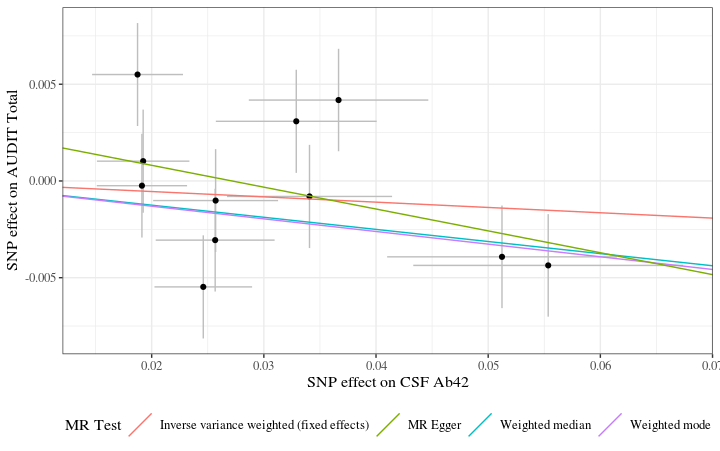 SNP effect on AUDIT Total
0.005
0.000
-0.005
0.02 0.03 0.04 0.05 0.06 0.07
SNP effect on CSF Ab42
MR Test Inverse variance weighted (fixed effects) MR Egger Weighted median Weighted mode